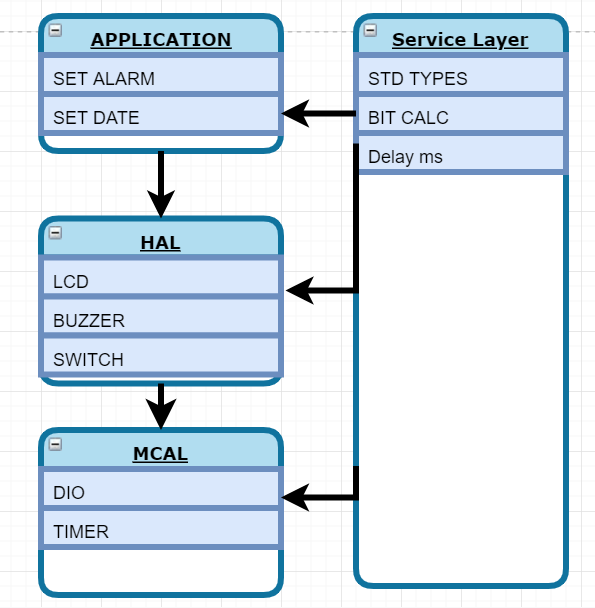 APPLICATION
SET ALARM
SET DATE
Service Layer
STD TYPES
BIT CALC
Delay ms
HAL
LCD
BUZZER
SWITCH
MCAL
DIO
TIMER